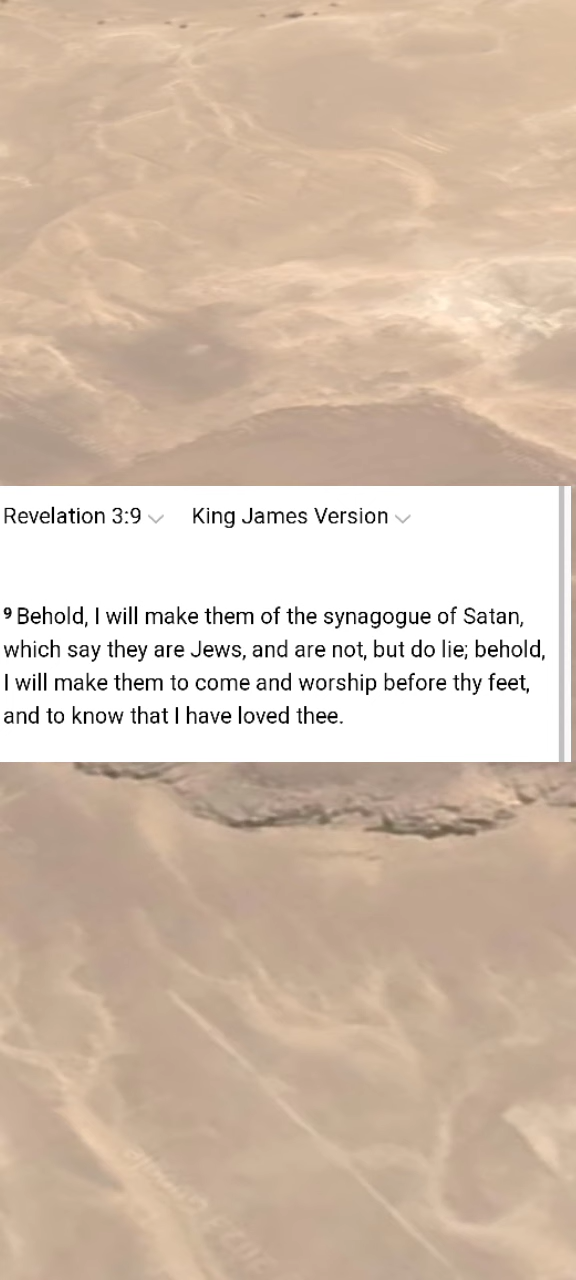 Revelation 3:9 King James Version
9 Behold, I will make them of the synagogue of Satan,
which say they are Jews, and are not, but do lie; behold,
I will make them to come and worship before thy feet,
and to know that I have loved thee.